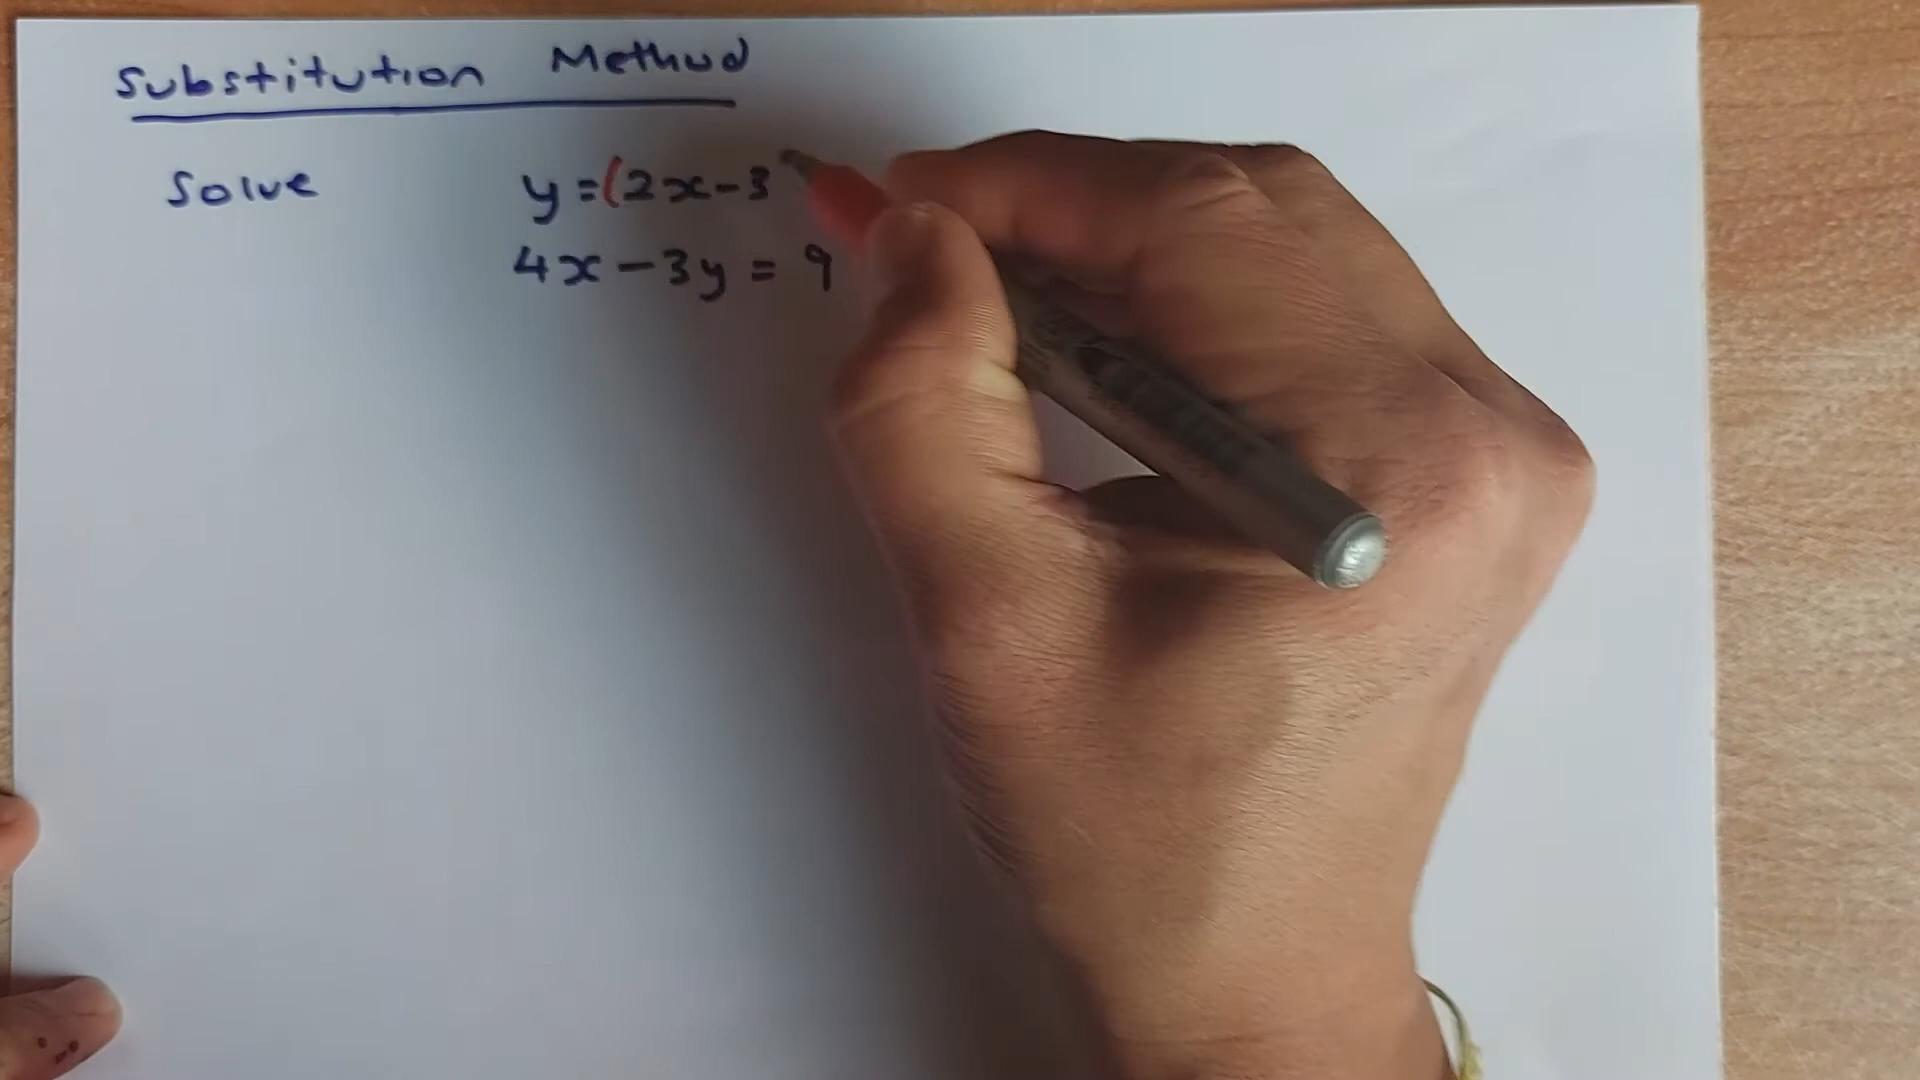 Substitution Method
Solve
y = (2x - 3
4x - 3y = 9